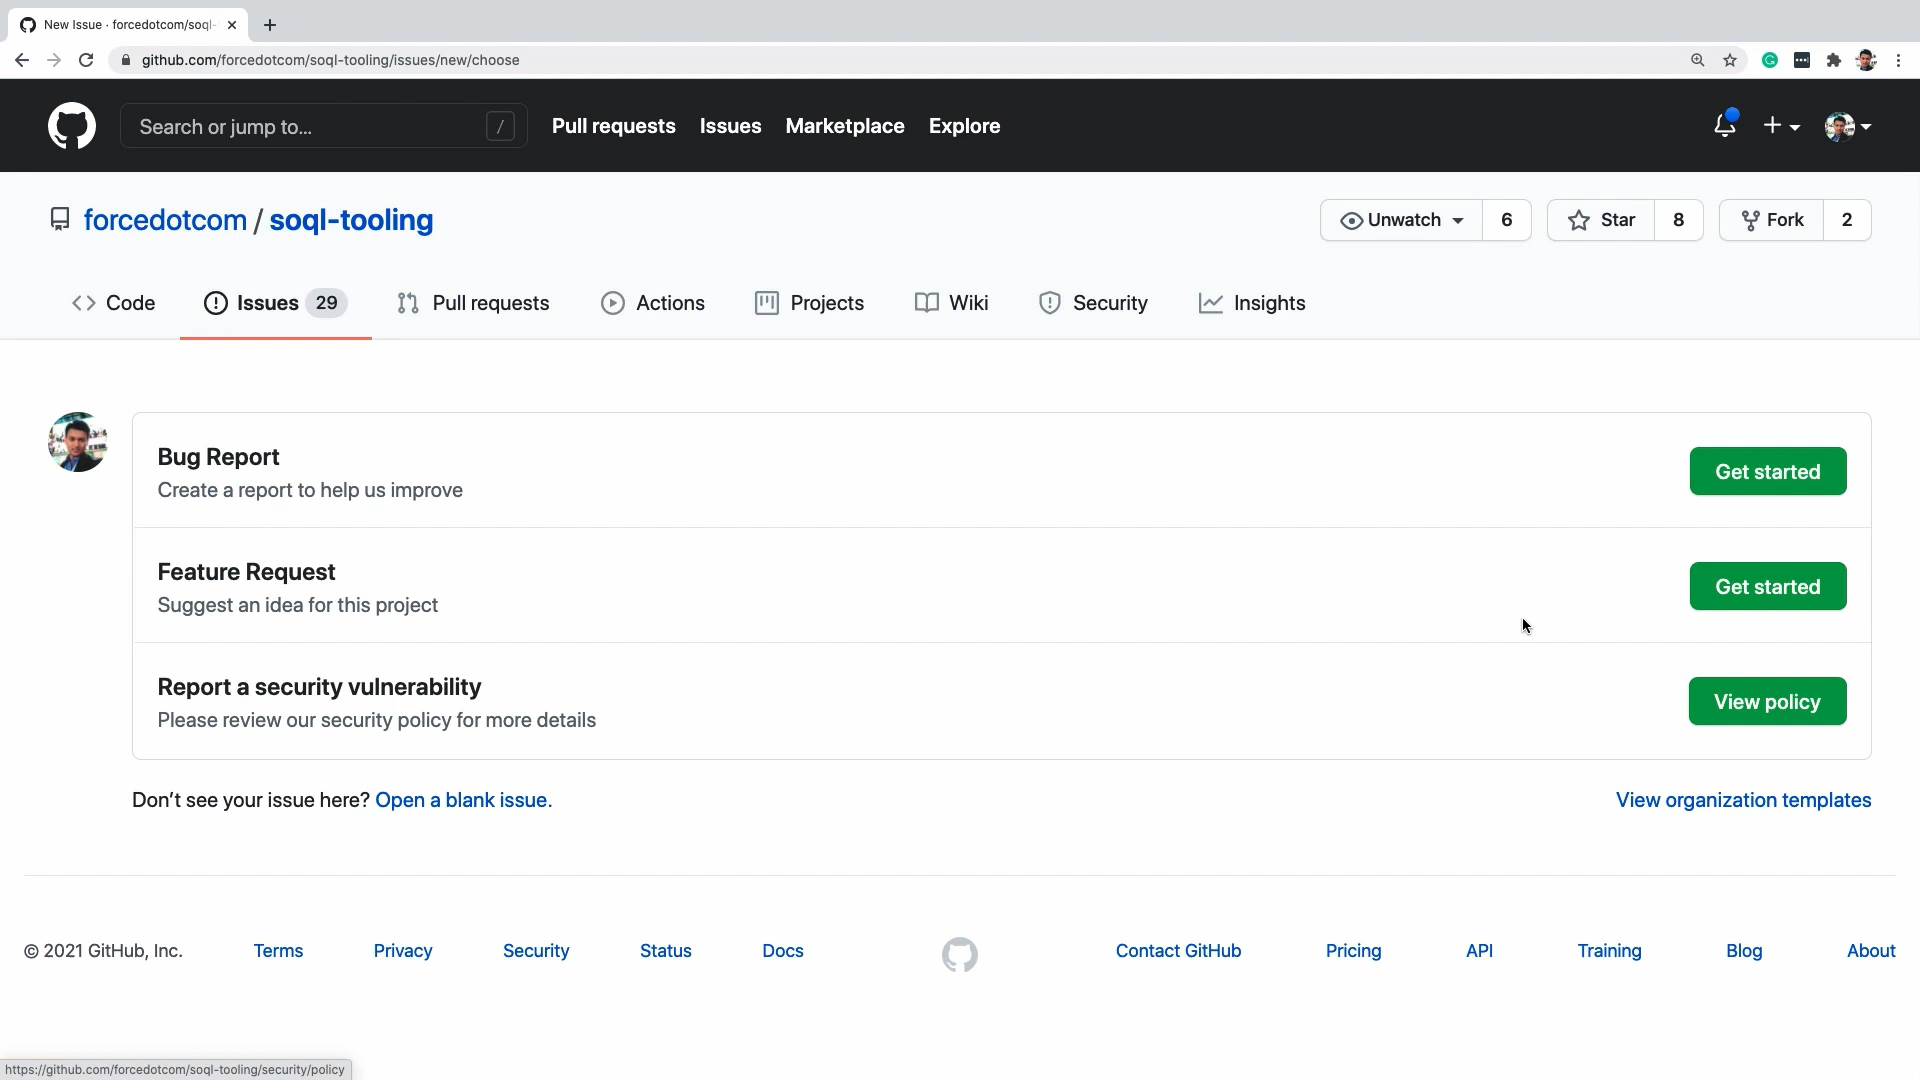 New Issue · forcedotcom/soql-
github.com/forcedotcom/soql-tooling/issues/new/choose
Search or jump to... /
Pull requests Issues Marketplace Explore
forcedotcom / soql-tooling
Unwatch 6 Star 8 Fork 2
Code Issues 29 Pull requests Actions Projects Wiki Security Insights
Bug Report
Create a report to help us improve
Get started
Feature Request
Suggest an idea for this project
Get started
Report a security vulnerability
Please review our security policy for more details
View policy
Don’t see your issue here? Open a blank issue.
View organization templates
© 2021 GitHub, Inc. Terms Privacy Security Status Docs Contact GitHub Pricing API Training Blog About
https://github.com/forcedotcom/soql-tooling/security/policy